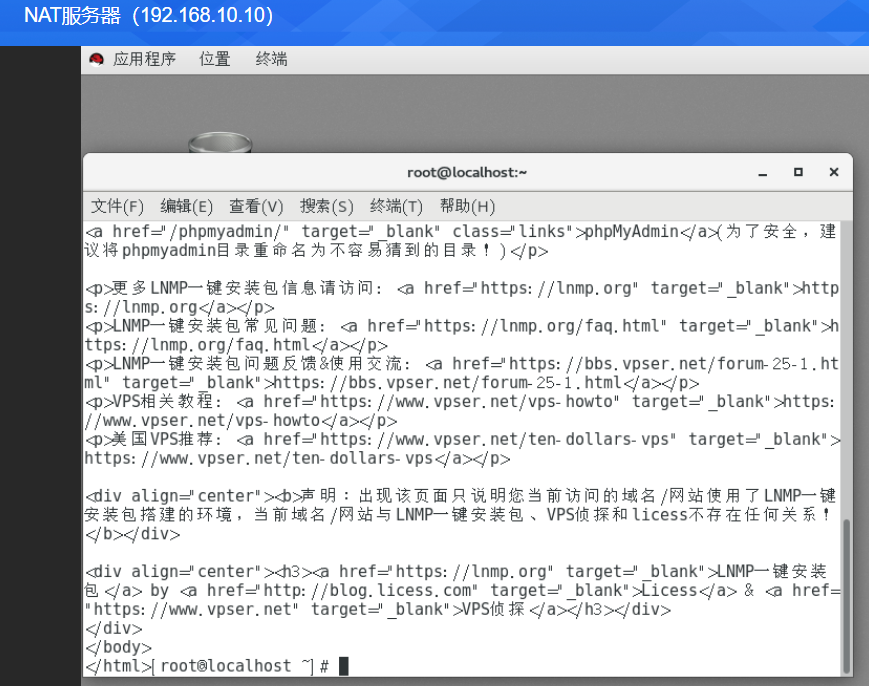 NAT服务器（192.168.10.10）
应用程序 位置 终端
root@localhost:~
文件(F) 编辑(E) 查看(V) 搜索(S) 终端(T) 帮助(H)
<a href="/phpmyadmin/" target="_blank" class="links">phpMyAdmin</a>(为了安全，建
议将phpmyadmin目录重命名为不容易猜到的目录！)</p>
<p>更多LNMP一键安装包信息请访问: <a href="https://lnmp.org" target="_blank">http
s://lnmp.org</a></p>
<p>LNMP一键安装包常见问题: <a href="https://lnmp.org/faq.html" target="_blank">h
ttps://lnmp.org/faq.html</a></p>
<p>LNMP一键安装包问题反馈&使用交流: <a href="https://bbs.vpser.net/forum-25-1.ht
ml" target="_blank">https://bbs.vpser.net/forum-25-1.html</a></p>
<p>VPS相关教程: <a href="https://www.vpser.net/vps-howto" target="_blank">https:
//www.vpser.net/vps-howto</a></p>
<p>美国VPS推荐: <a href="https://www.vpser.net/ten-dollars-vps" target="_blank">
https://www.vpser.net/ten-dollars-vps</a></p>
<div align="center"><b>声明：出现该页面只说明您当前访问的域名/网站使用了LNMP一键
安装包搭建的环境，当前域名/网站与LNMP一键安装包、VPS侦探和licess不存在任何关系！
</b></div>
<div align="center"><h3><a href="https://lnmp.org" target="_blank">LNMP一键安装
包</a> by <a href="http://blog.licess.com" target="_blank">Licess</a> & <a href=
"https://www.vpser.net" target="_blank">VPS侦探</a></h3></div>
</div>
</body>
</html>[root@localhost ~]#